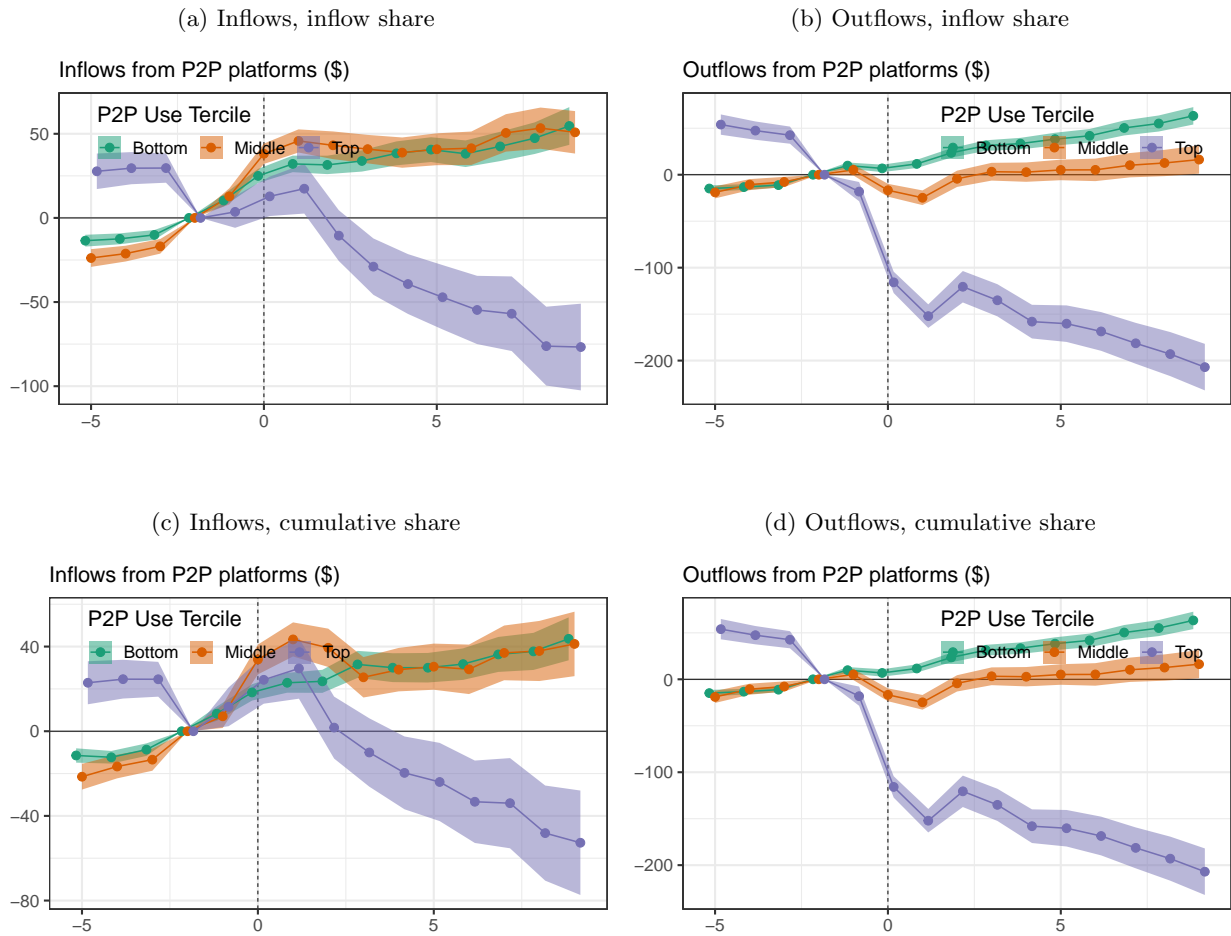 (a) Inflows, inflow share
Inflows from P2P platforms ($)
P2P Use Tercile
Bottom Middle Top
50
0
−50
−100
−5 0 5
(b) Outflows, inflow share
Outflows from P2P platforms ($)
P2P Use Tercile
Bottom Middle Top
0
−100
−200
−5 0 5
(c) Inflows, cumulative share
Inflows from P2P platforms ($)
P2P Use Tercile
Bottom Middle Top
40
0
−40
−80
−5 0 5
(d) Outflows, cumulative share
Outflows from P2P platforms ($)
P2P Use Tercile
Bottom Middle Top
0
−100
−200
−5 0 5